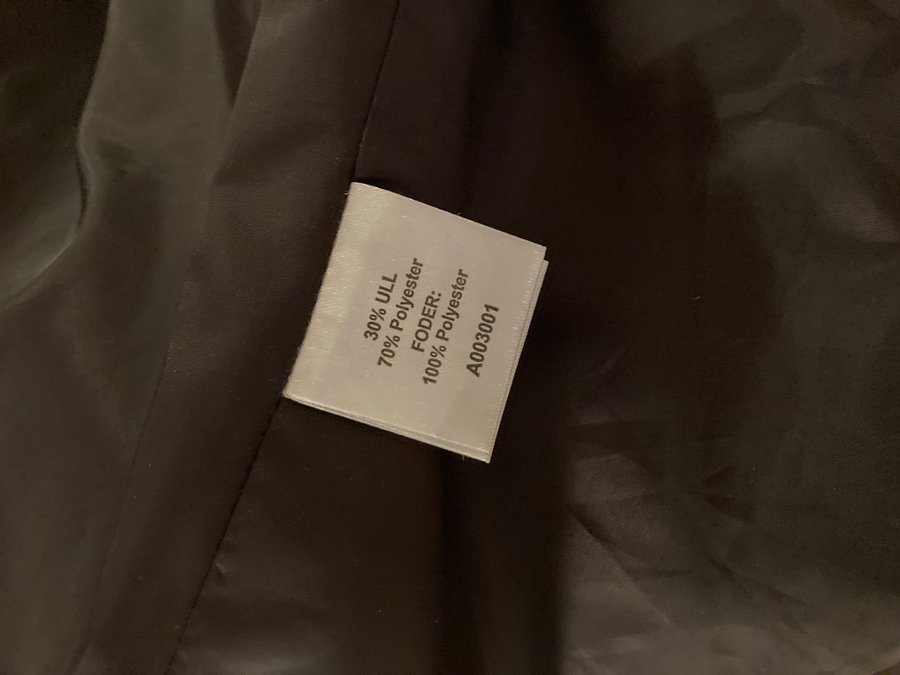 30% ULL
70% Polyester
FODER:
100% Polyester
A003001